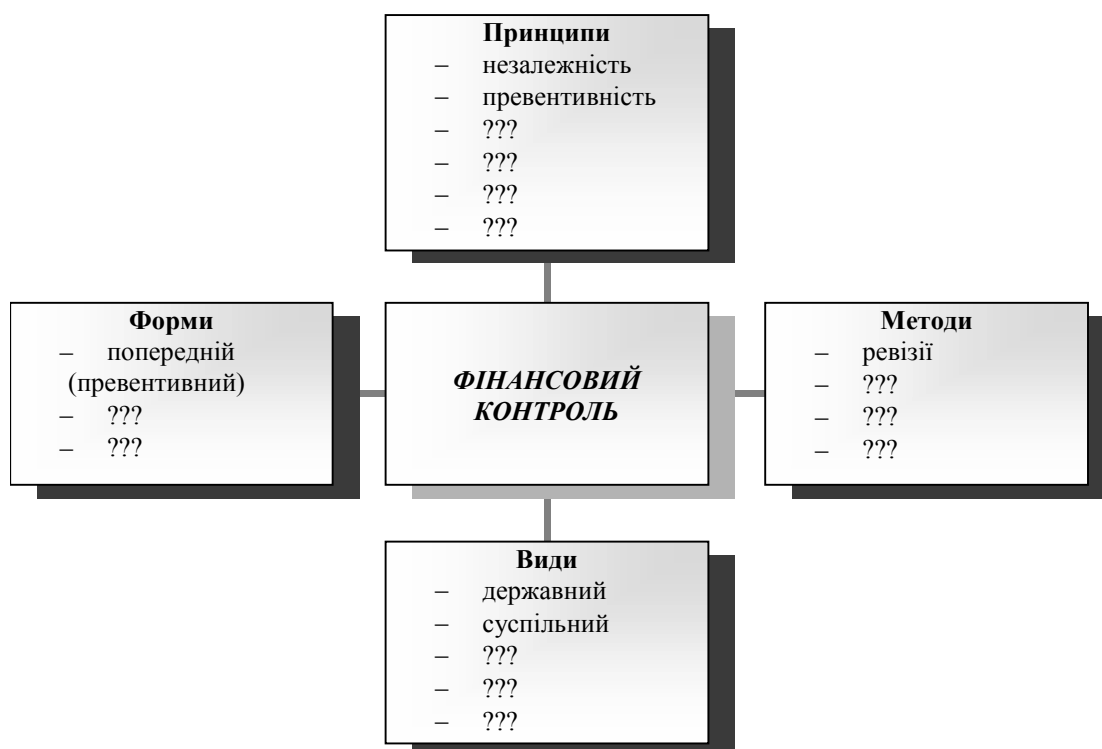 Принципи
– незалежність
– превентивність
– ???
– ???
– ???
– ???
Форми
– попередній
(превентивний)
– ???
– ???
ФІНАНСОВИЙ
КОНТРОЛЬ
Методи
– ревізії
– ???
– ???
– ???
Види
– державний
– суспільний
– ???
– ???
– ???